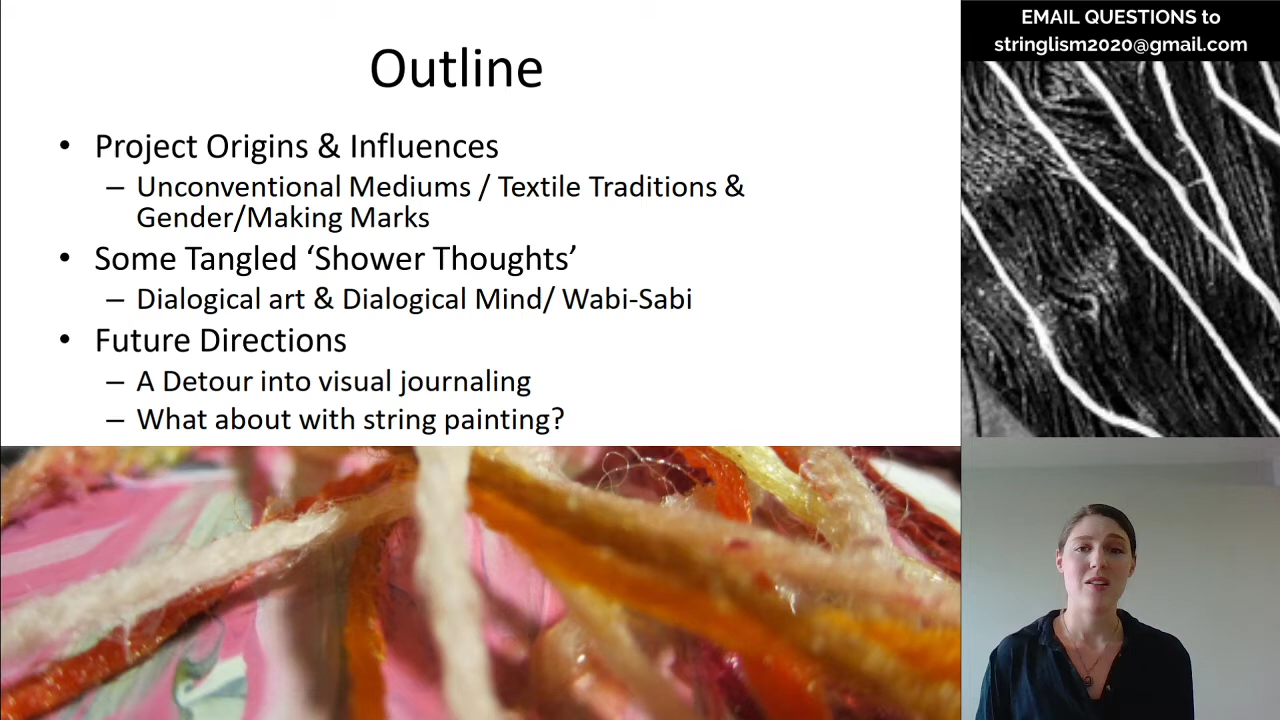 Outline
• Project Origins & Influences
– Unconventional Mediums / Textile Traditions &
Gender/Making Marks
• Some Tangled ‘Shower Thoughts’
– Dialogical art & Dialogical Mind/ Wabi-Sabi
• Future Directions
– A Detour into visual journaling
– What about with string painting?
EMAIL QUESTIONS to
stringlism2020@gmail.com